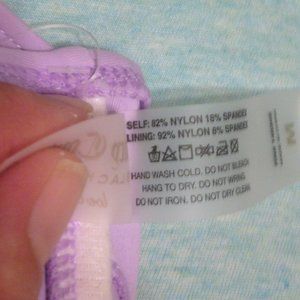 SELF: 82% NYLON 18% SPANDEX
LINING: 92% NYLON 8% SPANDEX
HAND WASH COLD. DO NOT BLEACH
HANG TO DRY. DO NOT WRING
DO NOT IRON. DO NOT DRY CLEAN